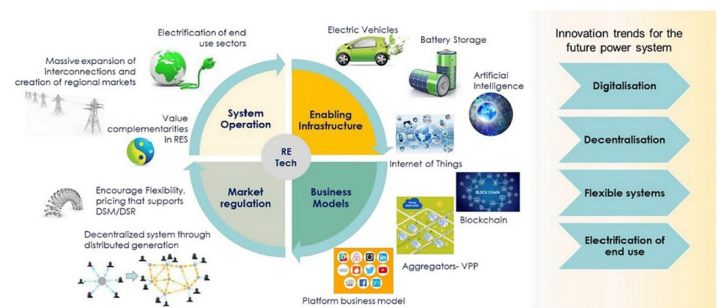 Electrification of end
use sectors
Massive expansion of
interconnections and
creation of regional markets
Value
complementarities
in RES
Encourage Flexibility,
pricing that supports
DSM/DSR
Decentralized system through
distributed generation
System
Operation
Enabling
Infrastructure
RE
Tech
Market
regulation
Business
Models
Electric Vehicles
Battery Storage
Artificial
Intelligence
Internet of Things
BLOCK CHAIN
Blockchain
Aggregators- VPP
Platform business model
Innovation trends for the
future power system
Digitalisation
Decentralisation
Flexible systems
Electrification of
end use